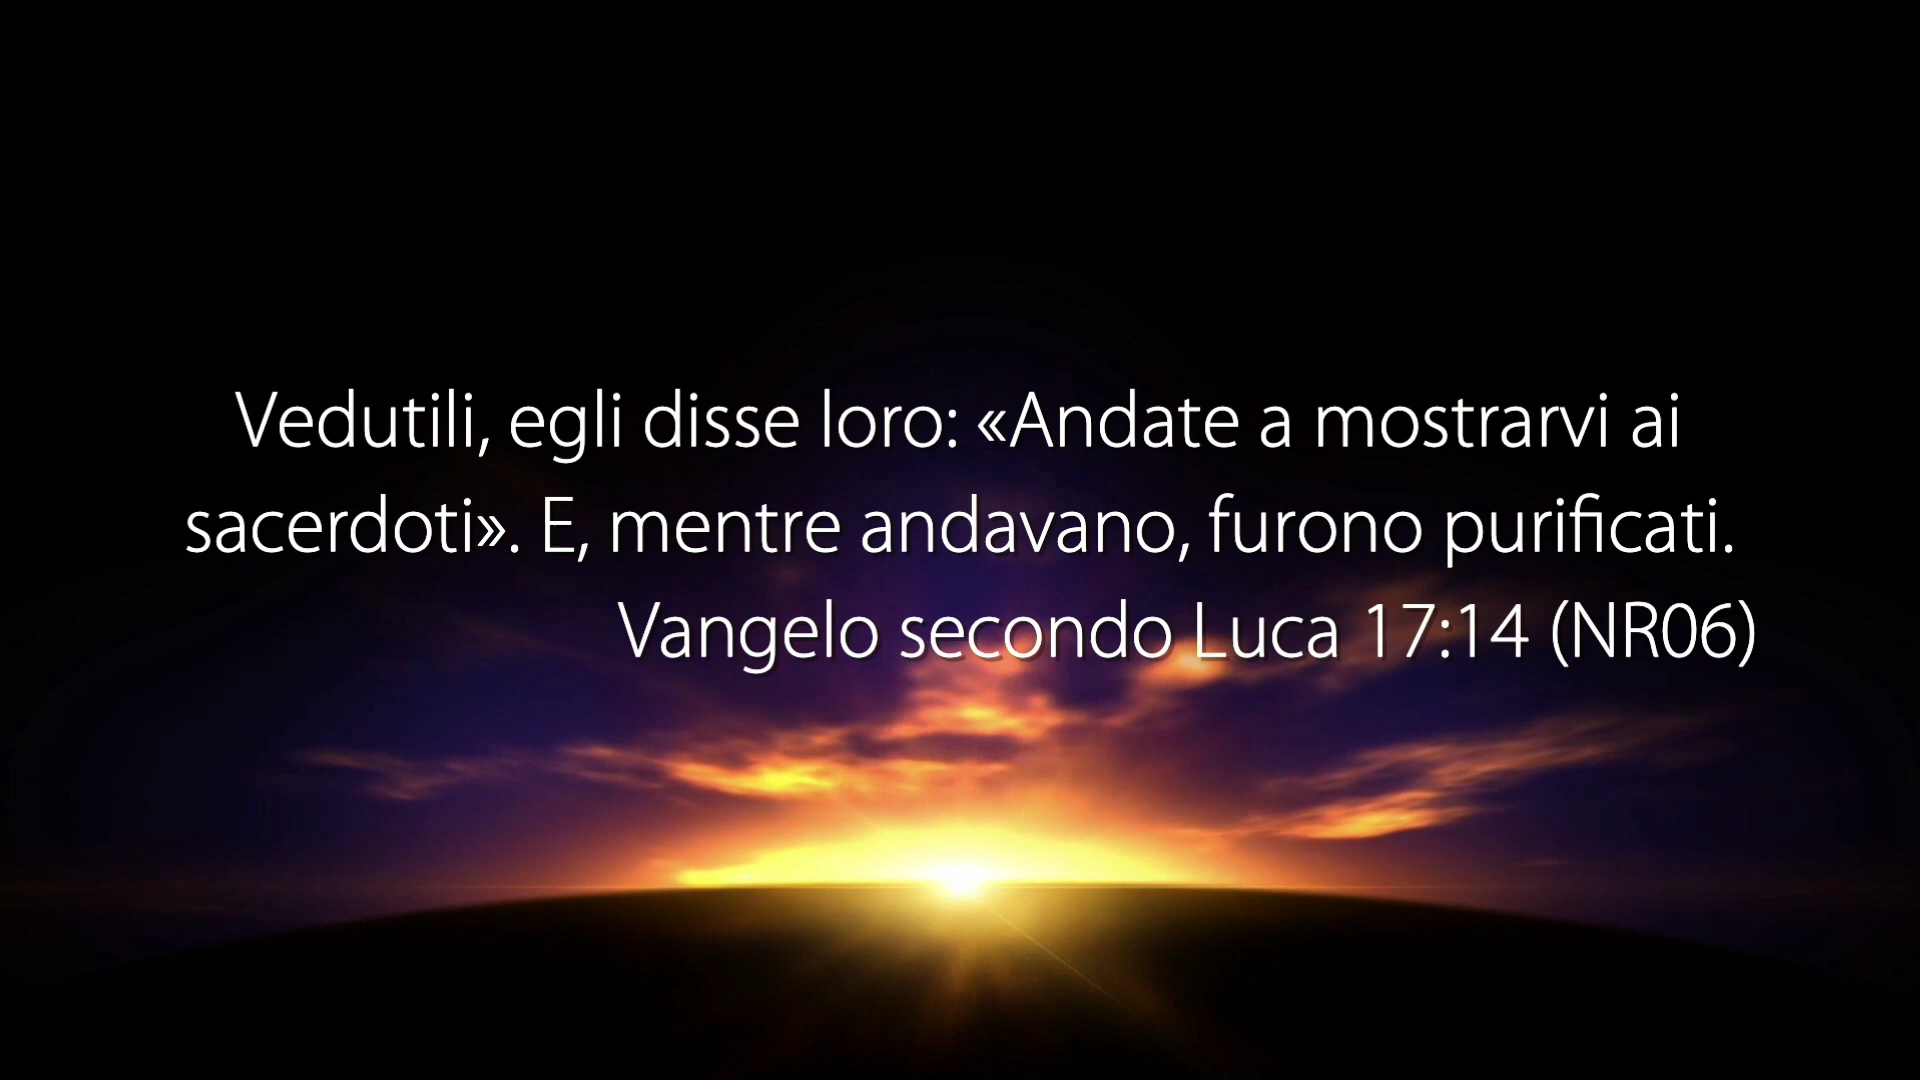 Vedutili, egli disse loro: «Andate a mostrarvi ai
sacerdoti». E, mentre andavano, furono purificati.
Vangelo secondo Luca 17:14 (NR06)